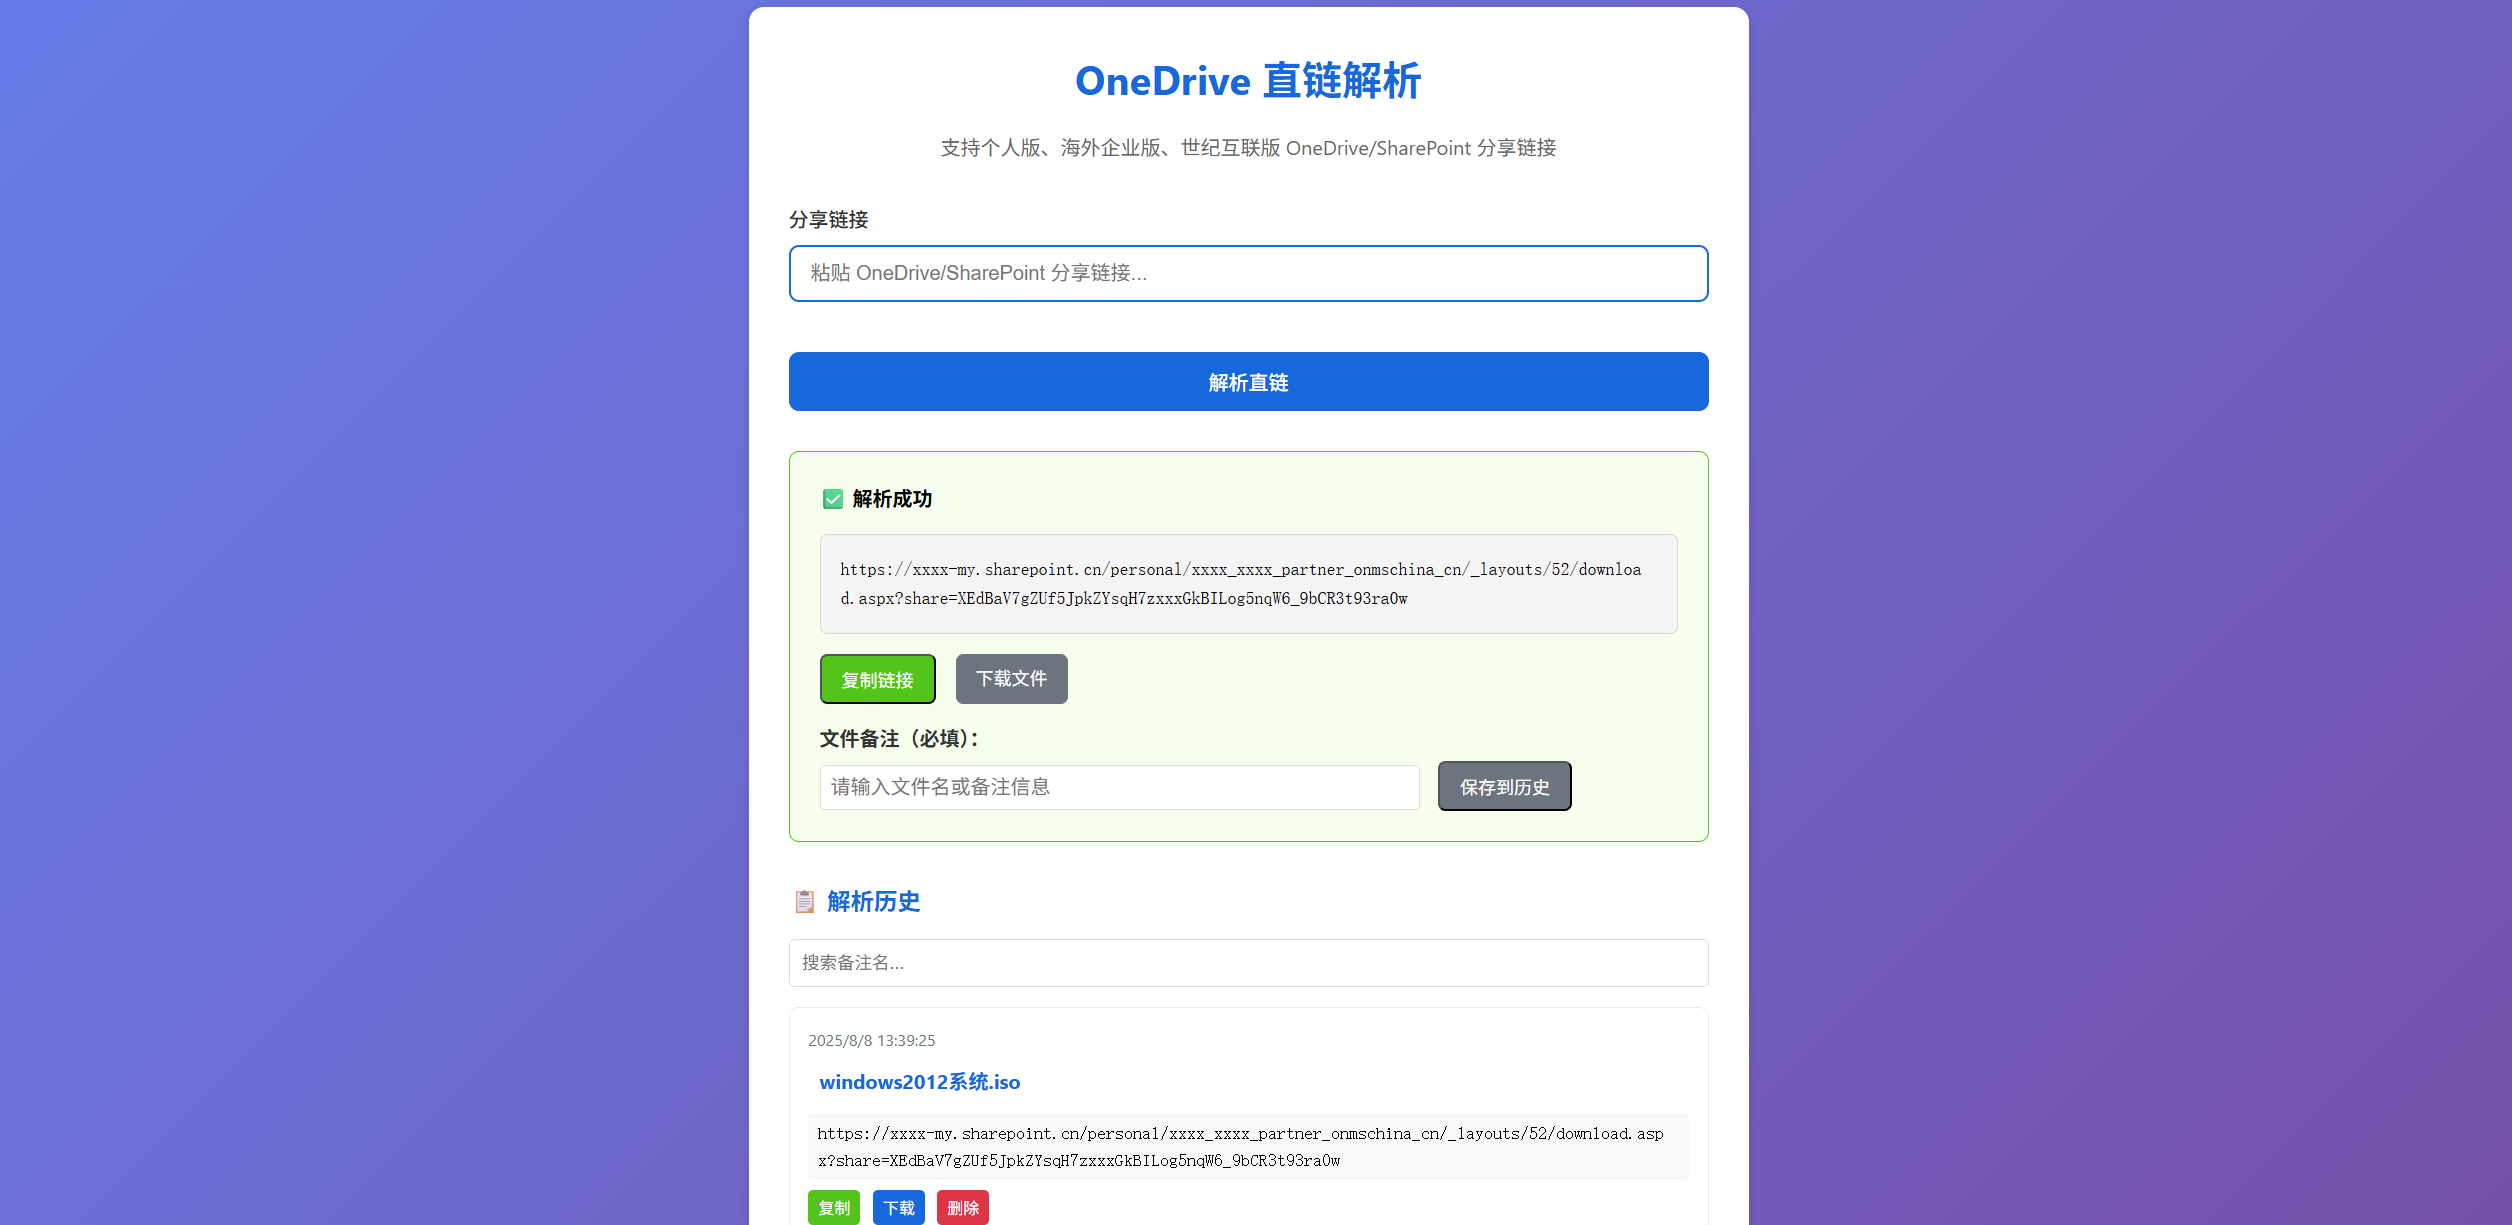 OneDrive 直链解析
支持个人版、海外企业版、世纪互联版 OneDrive/SharePoint 分享链接
分享链接
粘贴 OneDrive/SharePoint 分享链接...
解析直链
解析成功
https://xxxx-my.sharepoint.cn/personal/xxxx_xxxx_partner_onmschina_cn/_layouts/52/downloa
d.aspx?share=XEdBaV7gZUf5JpkZYsqH7zxxxGkBILog5nqW6_9bCR3t93ra0w
复制链接
下载文件
文件备注（必填）：
请输入文件名或备注信息
保存到历史
解析历史
搜索备注名...
2025/8/8 13:39:25
windows2012系统.iso
https://xxxx-my.sharepoint.cn/personal/xxxx_xxxx_partner_onmschina_cn/_layouts/52/download.asp
x?share=XEdBaV7gZUf5JpkZYsqH7zxxxGkBILog5nqW6_9bCR3t93ra0w
复制
下载
删除